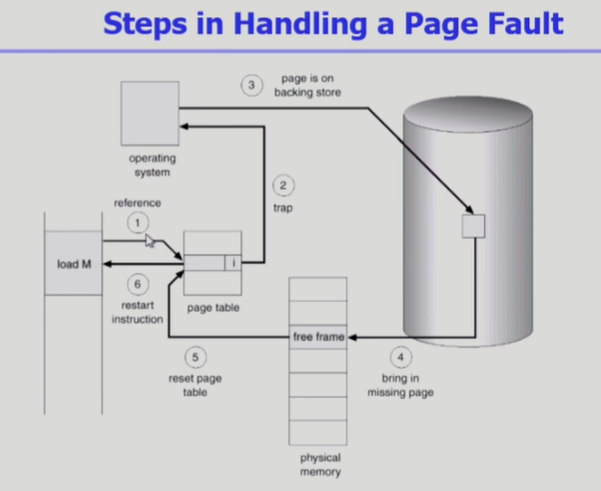 Steps in Handling a Page Fault
3
page is on
backing store
operating
system
2
trap
reference
1
load M
i
6
restart
instruction
page table
free frame
5
reset page
table
4
bring in
missing page
physical
memory